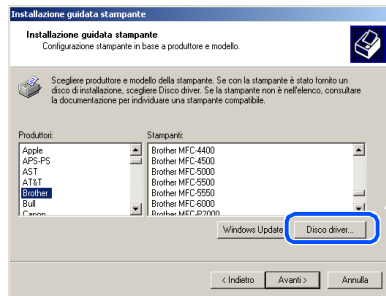 Installazione guidata stampante
Installazione guidata stampante
Configurazione stampante in base a produttore e modello.
Scegliere produttore e modello della stampante. Se con la stampante è stato fornito un
disco di installazione, scegliere Disco driver. Se la stampante non è nell'elenco, consultare
la documentazione per individuare una stampante compatibile.
Produttori:
Apple
APS-PS
AST
AT&T
Brother
Bull
Canon
Stampanti:
Brother MFC-4400
Brother MFC-4500
Brother MFC-5000
Brother MFC-5500
Brother MFC-5550
Brother MFC-6000
Brother MFC-P2000
Windows Update
Disco driver...
< Indietro
Avanti >
Annulla